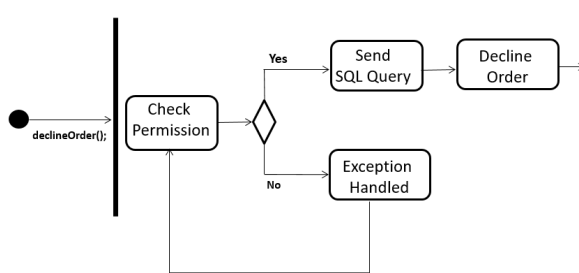 declineOrder();
Check
Permission
Yes
Send
SQL Query
Decline
Order
No
Exception
Handled